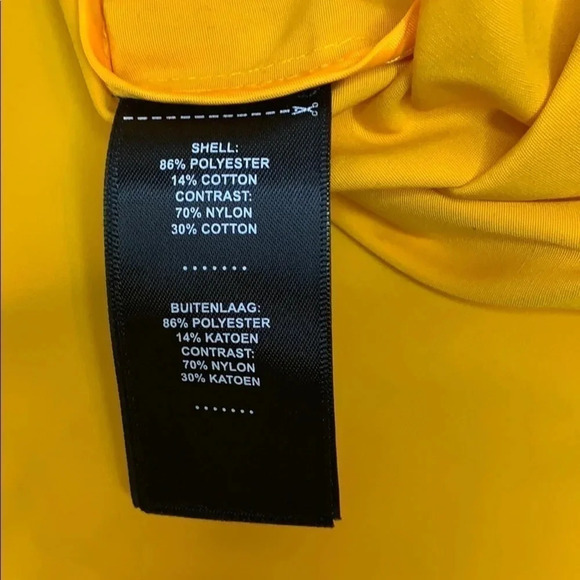 SHELL:
86% POLYESTER
14% COTTON
CONTRAST:
70% NYLON
30% COTTON
.......
BUITENLAAG:
86% POLYESTER
14% KATOEN
CONTRAST:
70% NYLON
30% KATOEN
.......